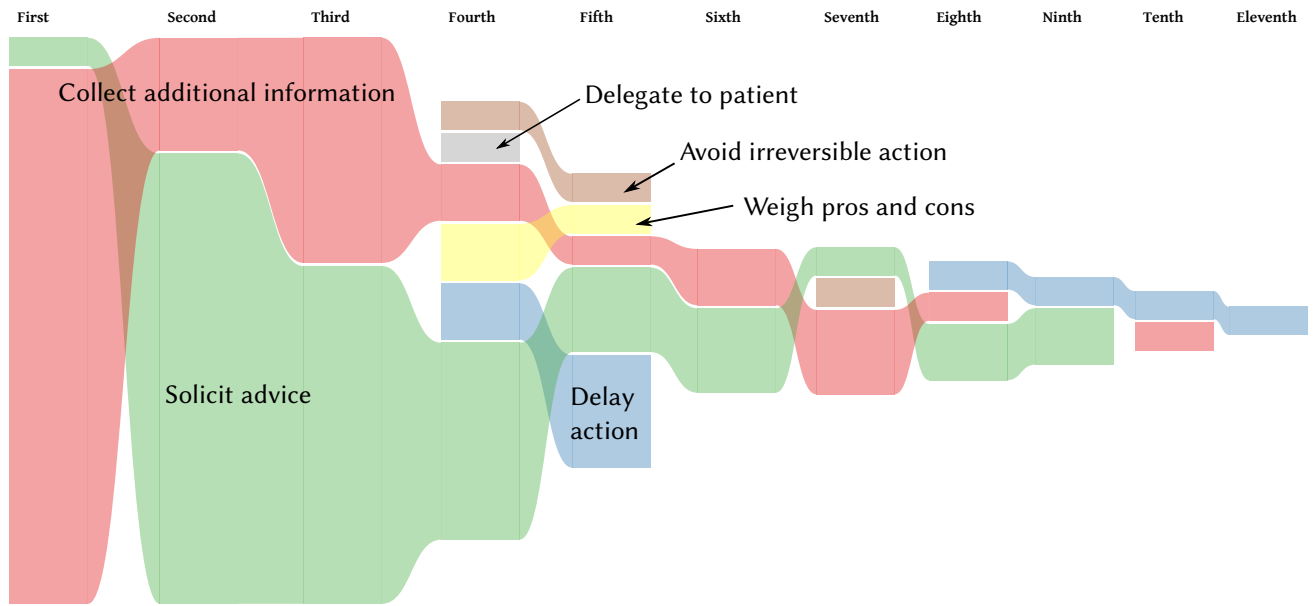 First Second Third Fourth Fifth Sixth Seventh Eighth Ninth Tenth Eleventh
Collect additional information
Delegate to patient
Avoid irreversible action
Weigh pros and cons
Solicit advice
Delay
action